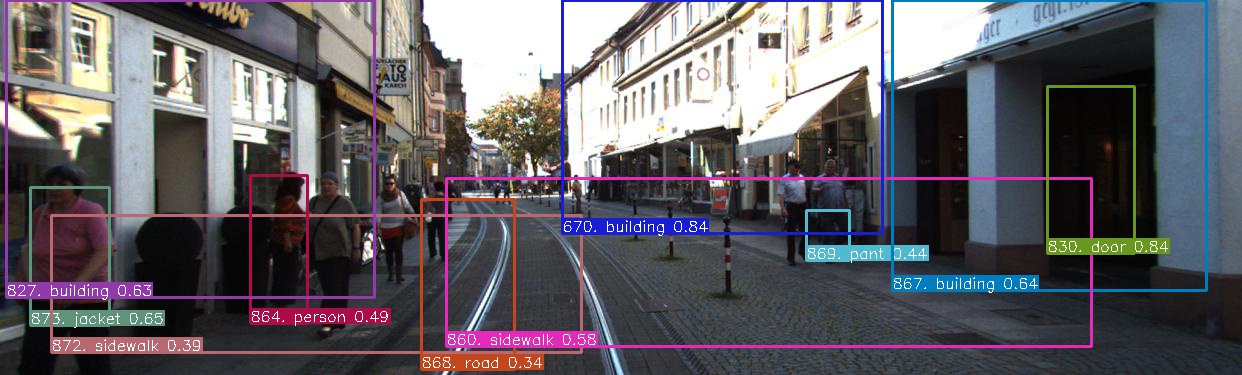 OTO
HAUS
KARCH
670. building 0.84
869. pant 0.44
830. door 0.84
867. building 0.64
827. building 0.63
873. jacket 0.65
864. person 0.49
872. sidewalk 0.39
860. sidewalk 0.58
868. road 0.34